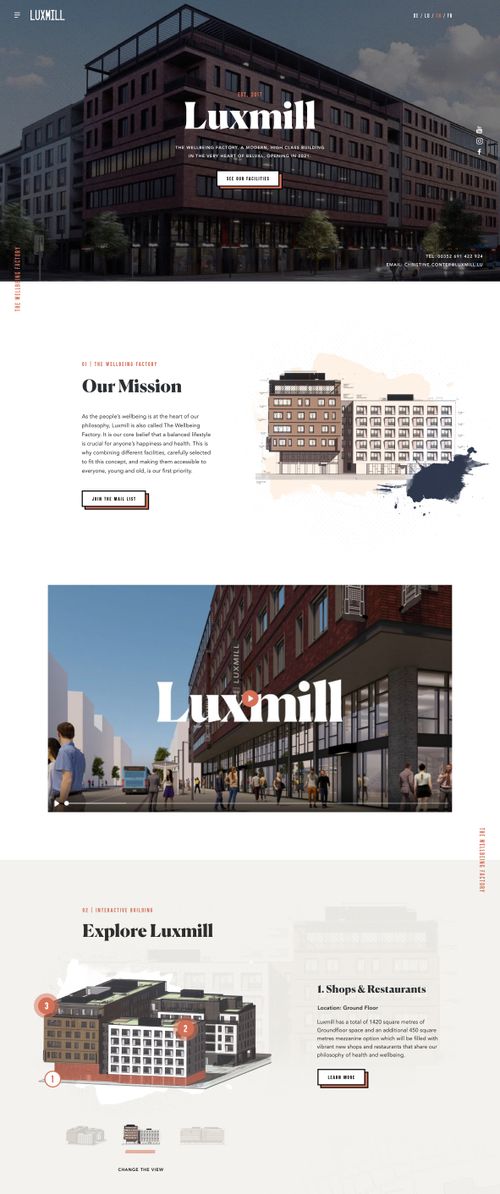 LUXMILL
DE / LU / EN / FR
EST. 2017
Luxmill
THE WELLBEING FACTORY, A MODERN, HIGH CLASS BUILDING
IN THE VERY HEART OF BELVAL, OPENING IN 2021.
SEE OUR FACILITIES
TEL: 00352 691 422 924
EMAIL: CHRISTINE.CONTER@LUXMILL.LU
THE WELLBEING FACTORY
01 | THE WELLBEING FACTORY
Our Mission
As the people's wellbeing is at the heart of our
philosophy, Luxmill is also called The Wellbeing
Factory. It is our core belief that a balanced lifestyle
is crucial for anyone's happiness and health. This is
why combining different facilities, carefully selected
to fit this concept, and making them accessible to
everyone, young and old, is our first priority.
JOIN THE MAIL LIST
LUXMILL
Luxmill
THE WELLBEING FACTORY
02 | INTERACTIVE BUILDING
Explore Luxmill
3
2
1
1. Shops & Restaurants
Location: Ground Floor
Luxmill has a total of 1420 square metres of
Groundfloor space and an additional 450 square
metres mezzanine option which will be filled with
vibrant new shops and restaurants that share our
philosophy of health and wellbeing.
LEARN MORE
CHANGE THE VIEW